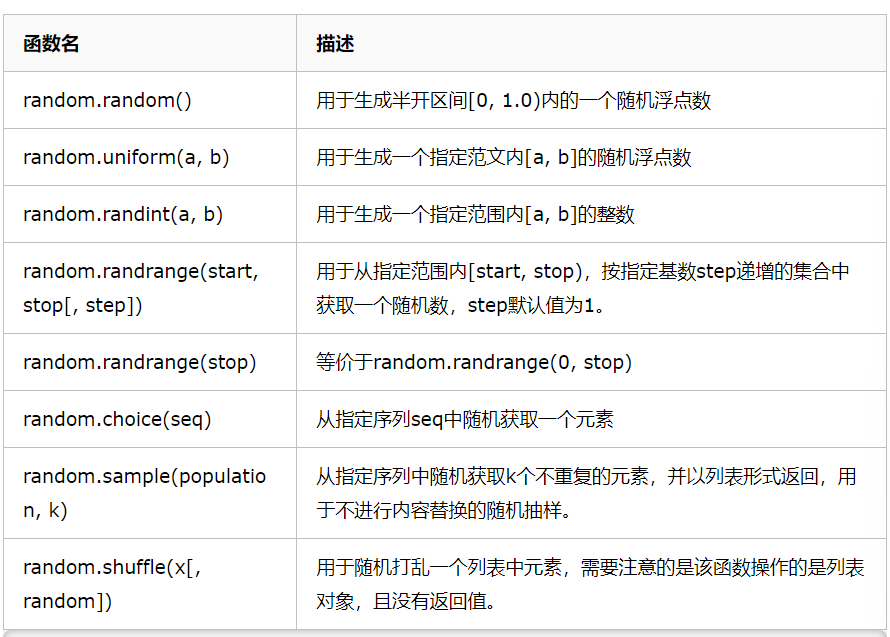 函数名 描述
random.random() 用于生成半开区间[0, 1.0)内的一个随机浮点数
random.uniform(a, b) 用于生成一个指定范文内[a, b]的随机浮点数
random.randint(a, b) 用于生成一个指定范围内[a, b]的整数
random.randrange(start,
stop[, step])
用于从指定范围内[start, stop)，按指定基数step递增的集合中
获取一个随机数，step默认值为1。
random.randrange(stop) 等价于random.randrange(0, stop)
random.choice(seq) 从指定序列seq中随机获取一个元素
random.sample(populatio
n, k)
从指定序列中随机获取k个不重复的元素，并以列表形式返回，用
于不进行内容替换的随机抽样。
random.shuffle(x[,
random])
用于随机打乱一个列表中元素，需要注意的是该函数操作的是列表
对象，且没有返回值。